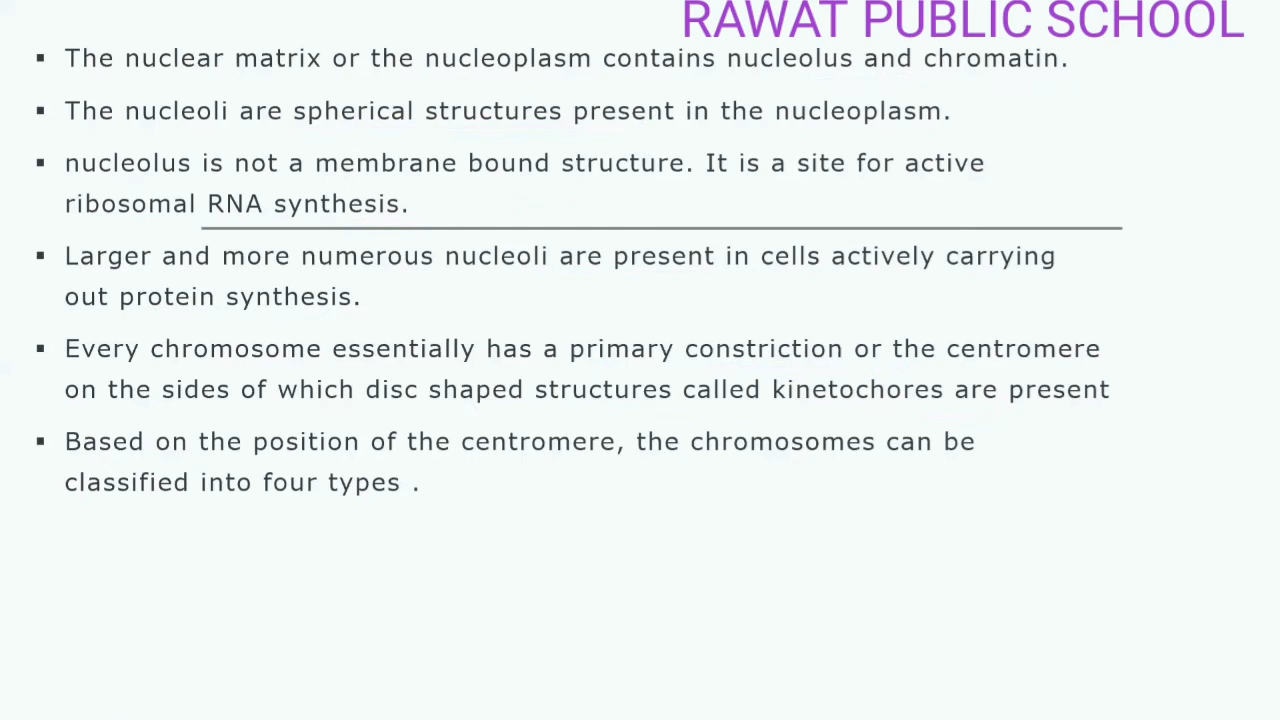 RAWAT PUBLIC SCHOOL
▪ The nuclear matrix or the nucleoplasm contains nucleolus and chromatin.
▪ The nucleoli are spherical structures present in the nucleoplasm.
▪ nucleolus is not a membrane bound structure. It is a site for active
ribosomal RNA synthesis.
▪ Larger and more numerous nucleoli are present in cells actively carrying
out protein synthesis.
▪ Every chromosome essentially has a primary constriction or the centromere
on the sides of which disc shaped structures called kinetochores are present
▪ Based on the position of the centromere, the chromosomes can be
classified into four types .